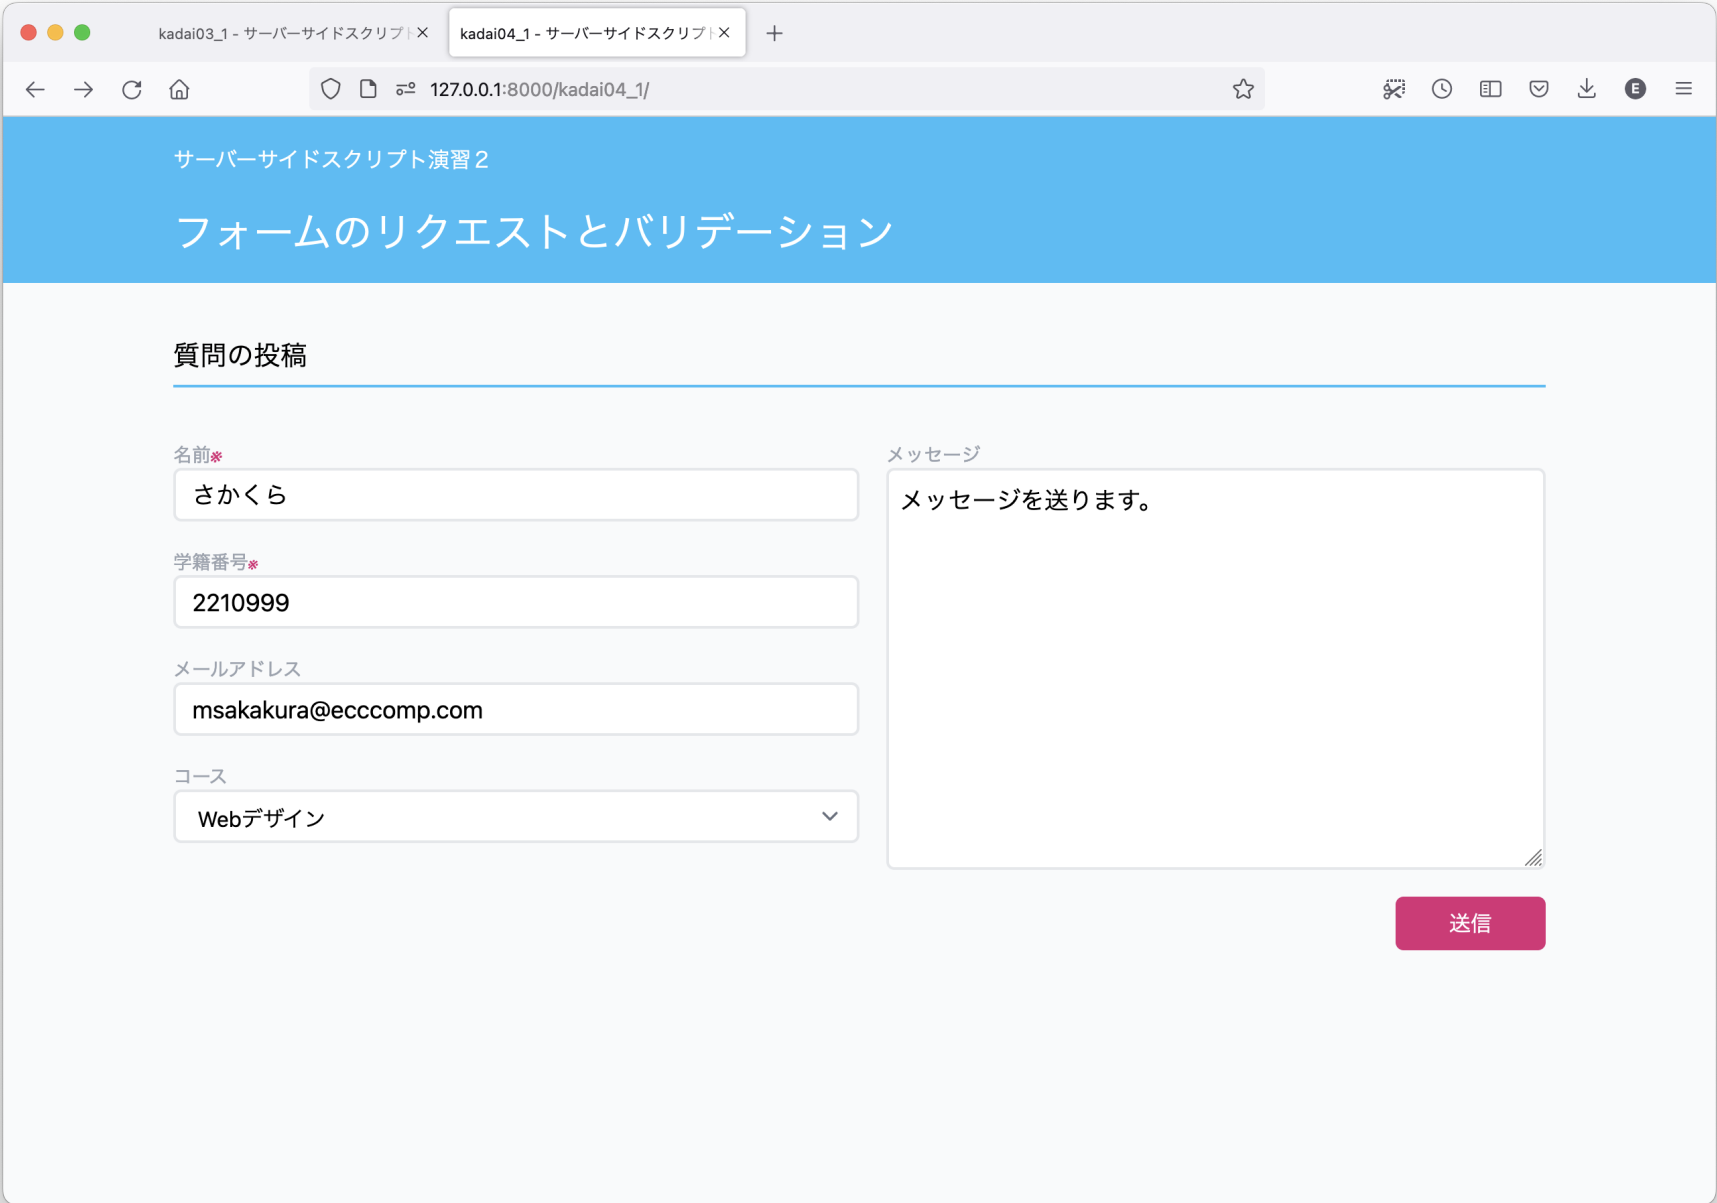 kadai03_1 - サーバーサイドスクリプト
kadai04_1 - サーバーサイドスクリプト
127.0.0.1:8000/kadai04_1/
E
サーバーサイドスクリプト演習２
フォームのリクエストとバリデーション
質問の投稿
名前※
さかくら
学籍番号※
2210999
メールアドレス
msakakura@ecccomp.com
コース
Webデザイン
メッセージ
メッセージを送ります。
送信